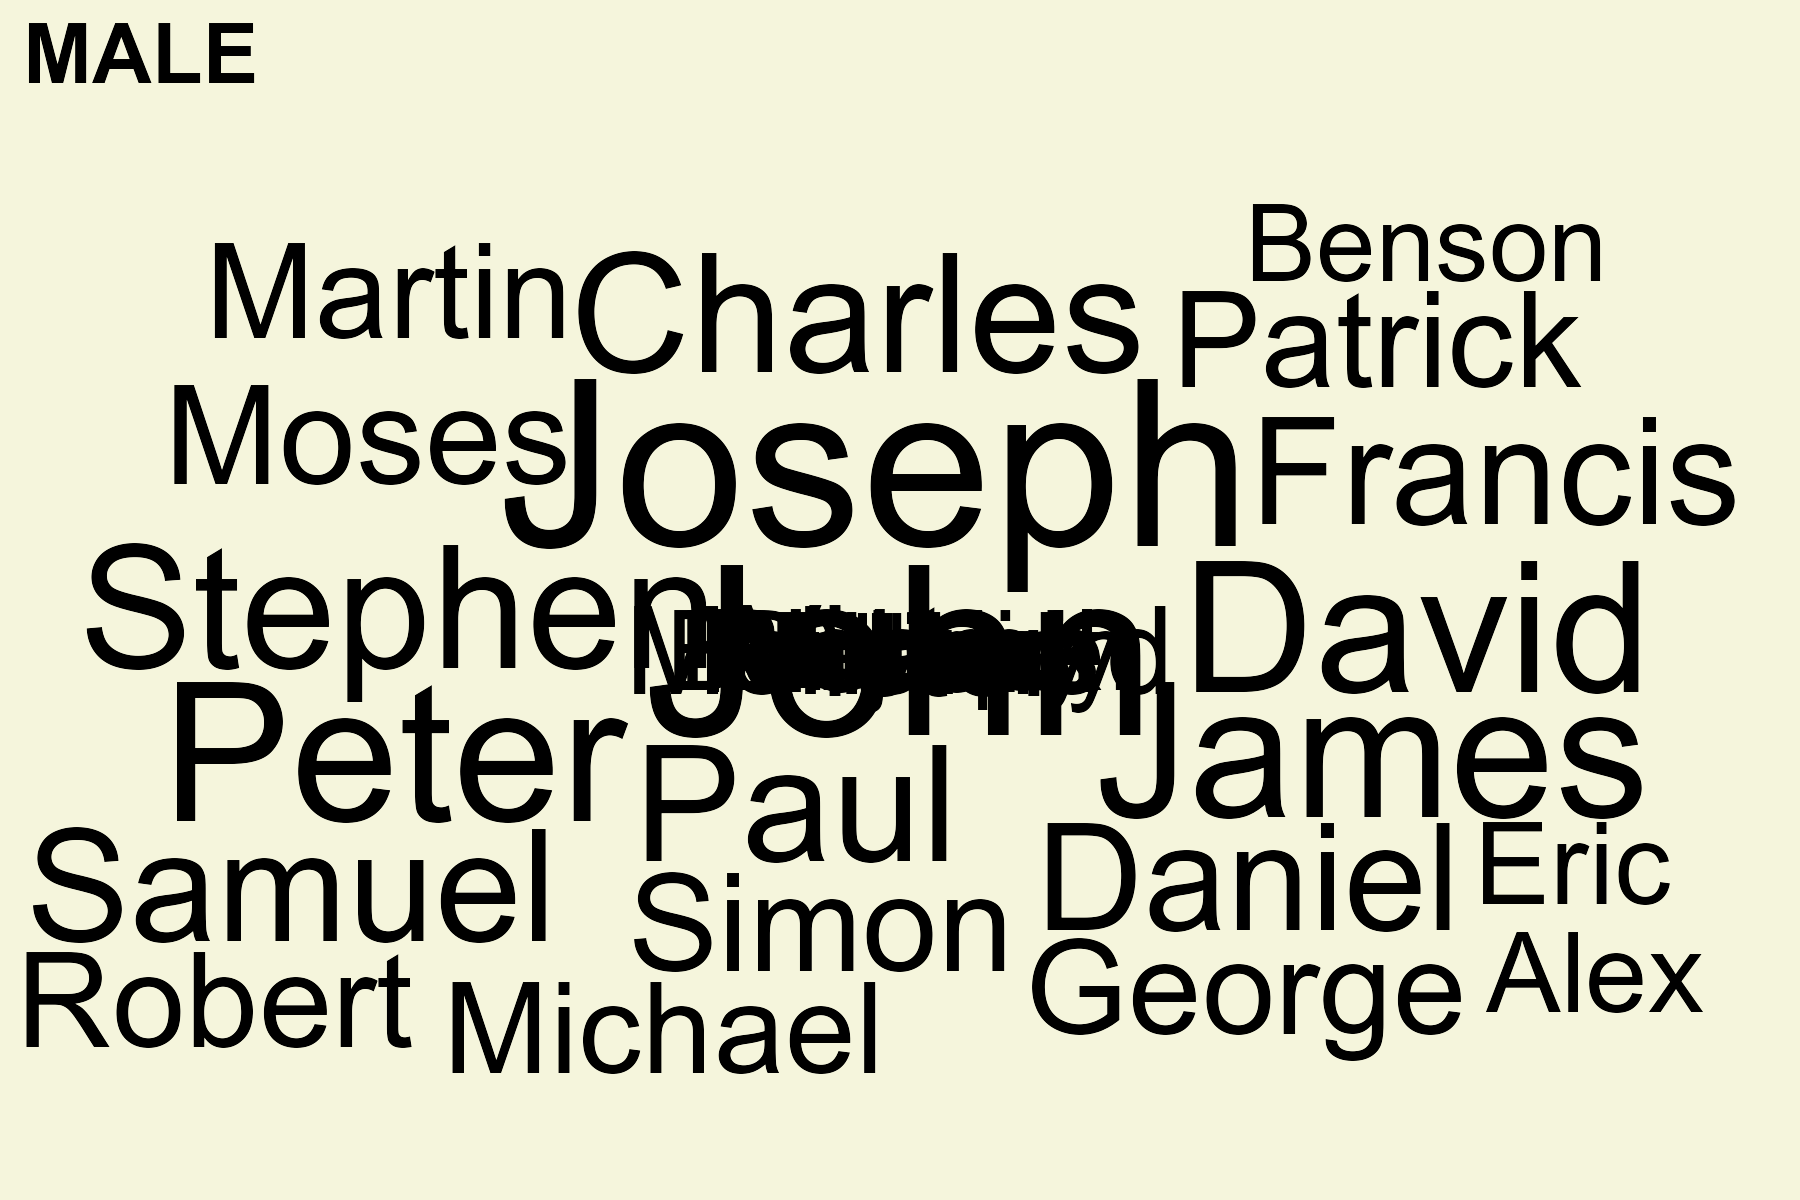 MALE
Benson
Martin Charles Patrick
Moses Joseph Francis
Stephen John David
Peter James
Paul
Samuel Daniel Eric
Simon
Robert George Alex
Michael